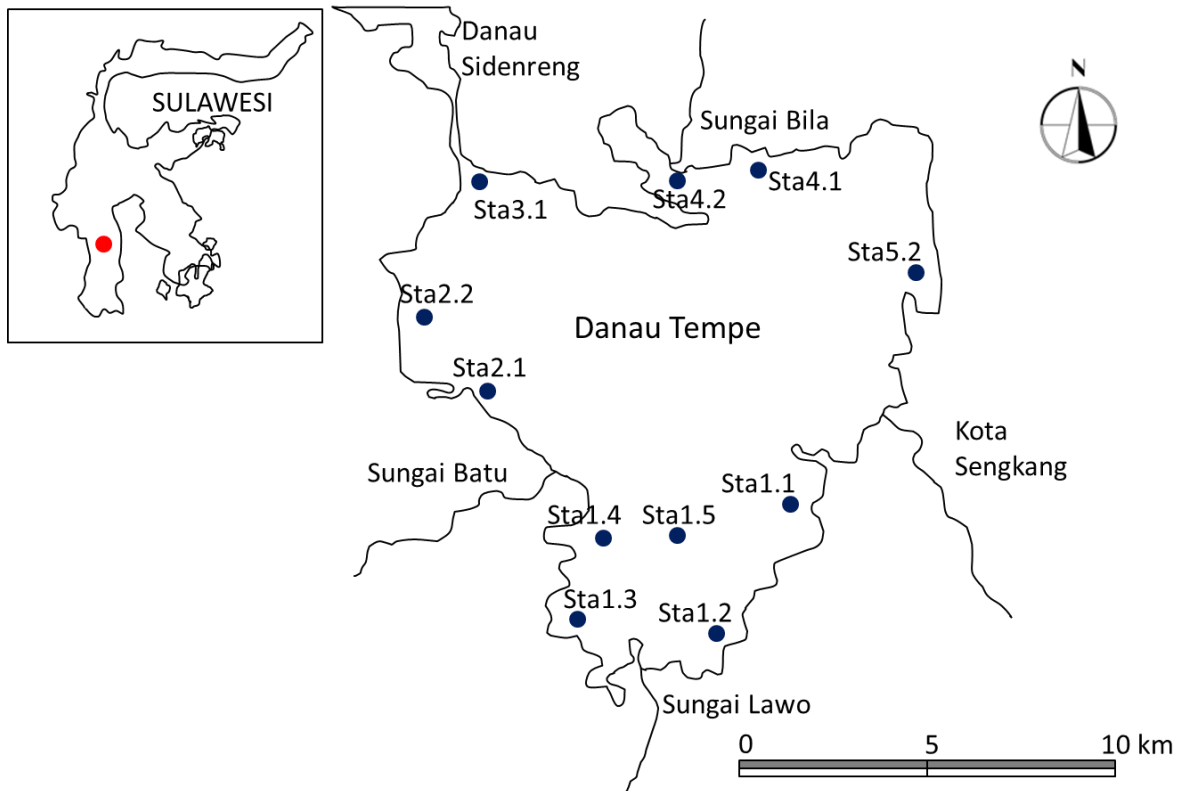 Danau
Sidenreng
N
SULAWESI
Sungai Bila
Sta4.1
Sta3.1
Sta4.2
Sta5.2
Sta2.2
Danau Tempe
Sta2.1
Kota
Sengkang
Sungai Batu
Sta1.1
Sta1.4
Sta1.5
Sta1.3
Sta1.2
Sungai Lawo
0 5 10 km